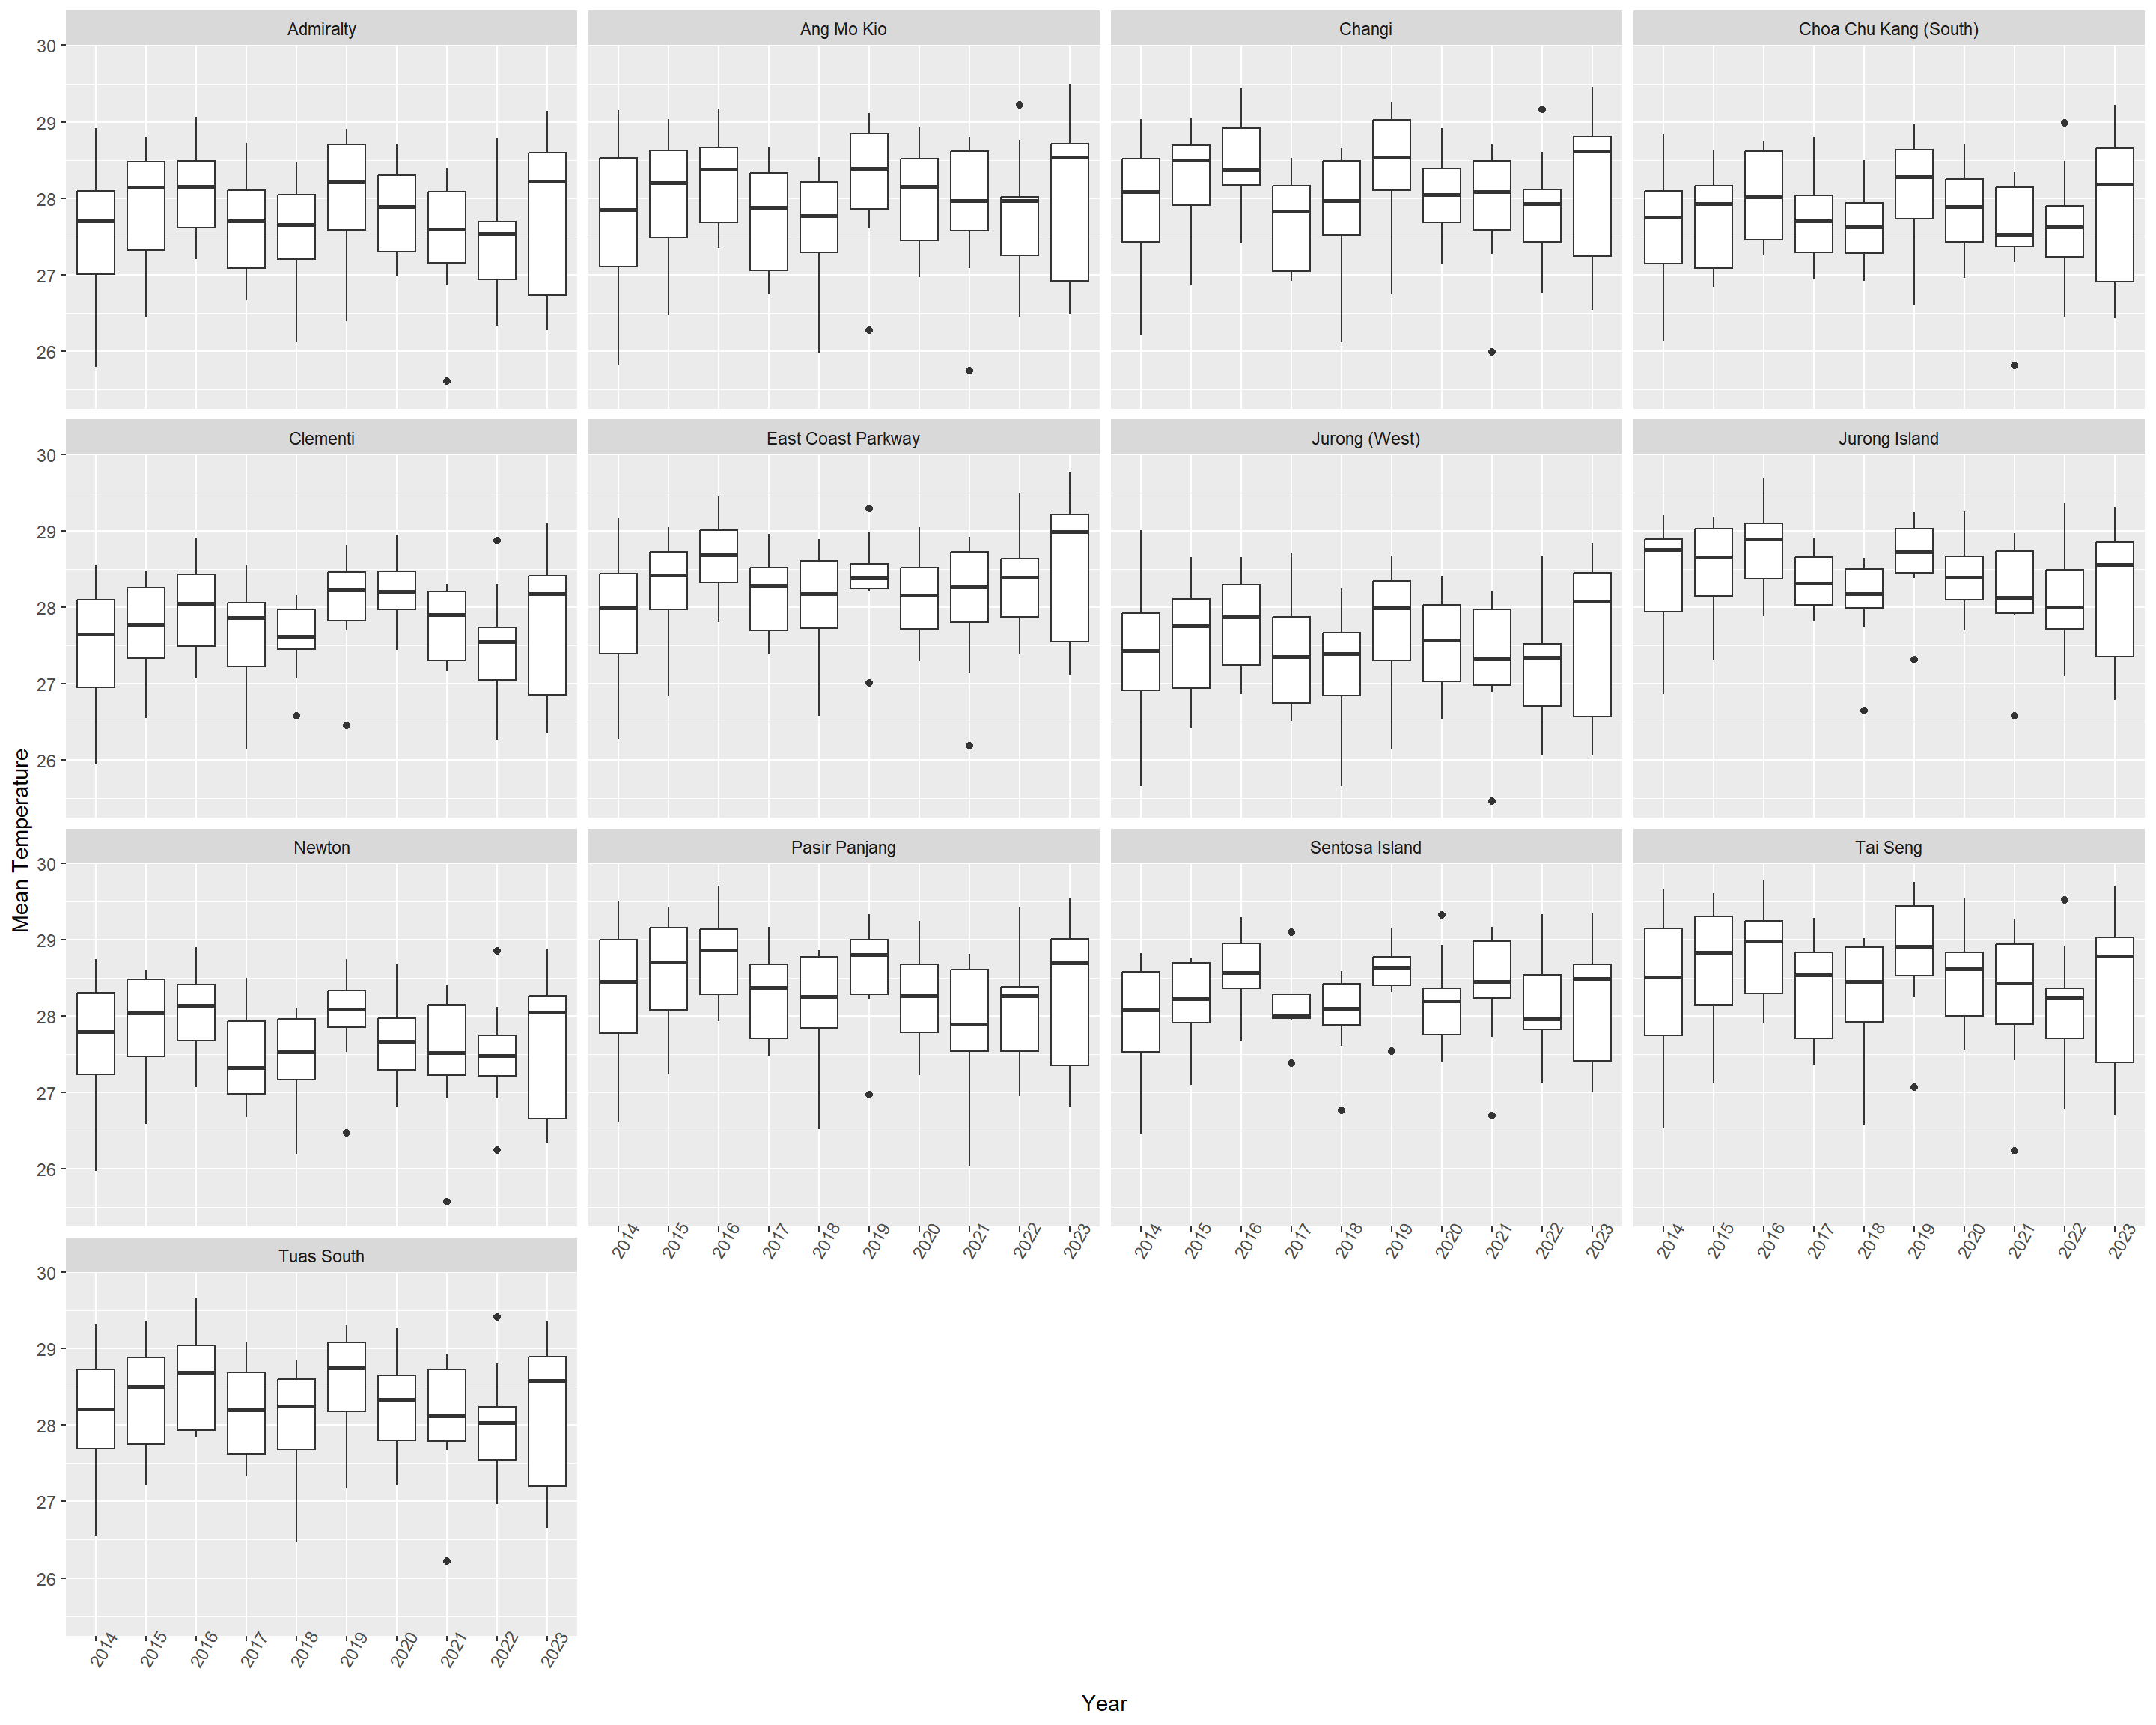 Admiralty
Ang Mo Kio
Changi
Choa Chu Kang (South)
30
29
28
27
26
Clementi
East Coast Parkway
Jurong (West)
Jurong Island
30
29
28
27
26
Mean Temperature
Newton
Pasir Panjang
Sentosa Island
Tai Seng
30
29
28
27
26
2014 2015 2016 2017 2018 2019 2020 2021 2022 2023
2014 2015 2016 2017 2018 2019 2020 2021 2022 2023
2014 2015 2016 2017 2018 2019 2020 2021 2022 2023
Tuas South
30
29
28
27
26
2014 2015 2016 2017 2018 2019 2020 2021 2022 2023
Year